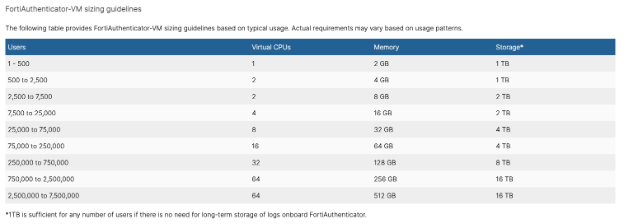 FortiAuthenticator-VM sizing guidelines
The following table provides FortiAuthenticator-VM sizing guidelines based on typical usage. Actual requirements may vary based on usage patterns.
Users Virtual CPUs Memory Storage*
1 - 500 1 2 GB 1 TB
500 to 2,500 2 4 GB 1 TB
2,500 to 7,500 2 8 GB 2 TB
7,500 to 25,000 4 16 GB 2 TB
25,000 to 75,000 8 32 GB 4 TB
75,000 to 250,000 16 64 GB 4 TB
250,000 to 750,000 32 128 GB 8 TB
750,000 to 2,500,000 64 256 GB 16 TB
2,500,000 to 7,500,000 64 512 GB 16 TB
*1TB is sufficient for any number of users if there is no need for long-term storage of logs onboard FortiAuthenticator.